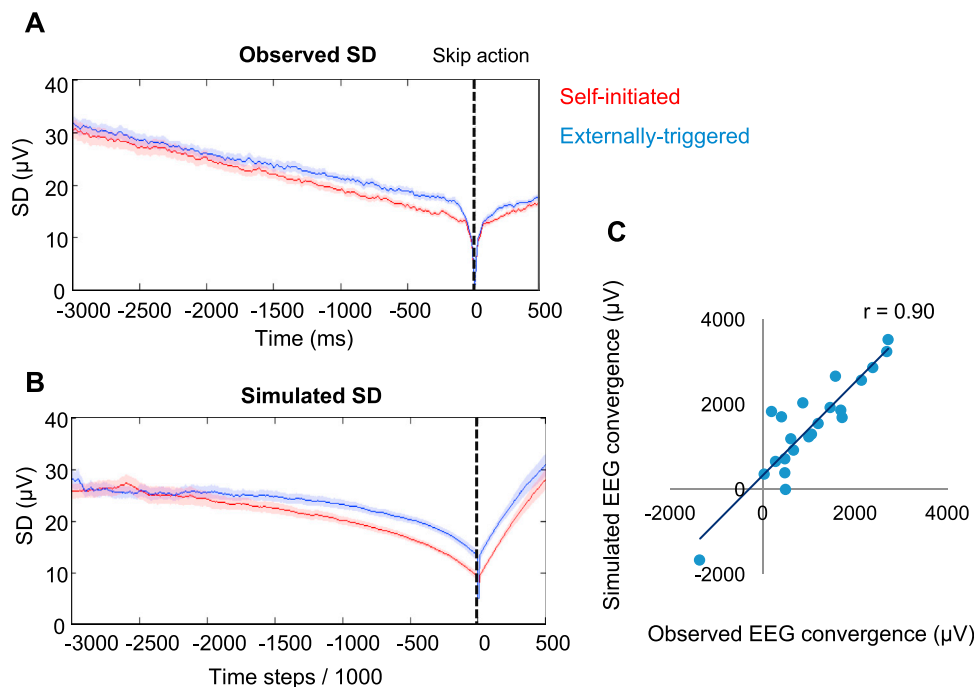 A
Observed SD
Skip action
Self-initiated
Externally-triggered
SD (µV)
40
30
20
10
0
-3000 -2500 -2000 -1500 -1000 -500 0 500
Time (ms)
B
Simulated SD
SD (µV)
40
30
20
10
0
-3000 -2500 -2000 -1500 -1000 -500 0 500
Time steps / 1000
C
r = 0.90
Simulated EEG convergence (µV)
4000
2000
0
-2000
-2000 0 2000 4000
Observed EEG convergence (µV)